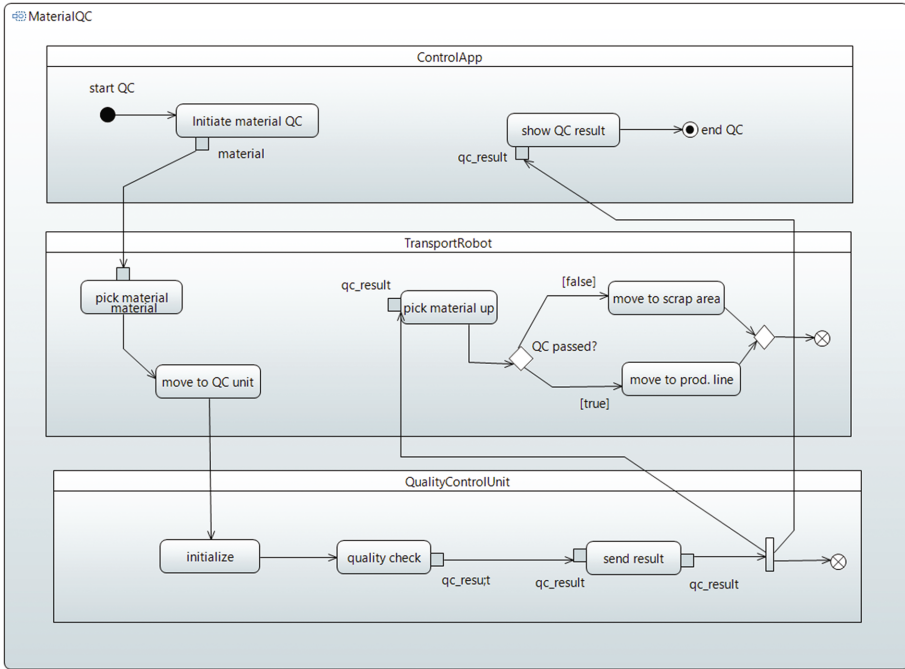 MaterialQC
ControlApp
start QC
Initiate material QC
material
show QC result
end QC
qc_result
TransportRobot
pick material
material
move to QC unit
qc_result
pick material up
[false]
move to scrap area
QC passed?
move to prod. line
[true]
QualityControlUnit
initialize
quality check
qc_resu;t
qc_result
send result
qc_result